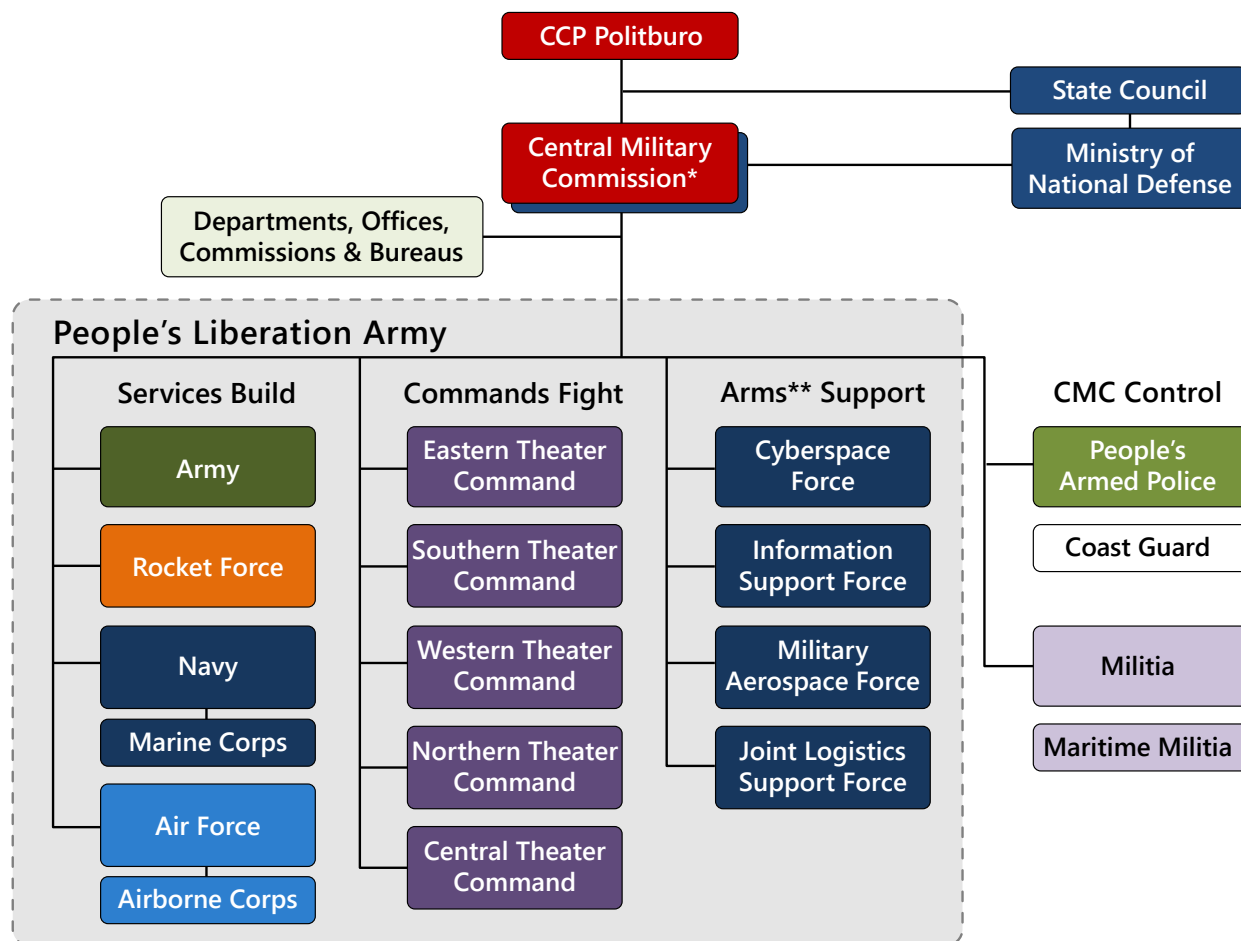 CCP Politburo
State Council
Central Military
Commission*
Ministry of
National Defense
Departments, Offices,
Commissions & Bureaus
People’s Liberation Army
Services Build
Army
Rocket Force
Navy
Marine Corps
Air Force
Airborne Corps
Commands Fight
Eastern Theater
Command
Southern Theater
Command
Western Theater
Command
Northern Theater
Command
Central Theater
Command
Arms** Support
Cyberspace
Force
Information
Support Force
Military
Aerospace Force
Joint Logistics
Support Force
CMC Control
People’s
Armed Police
Coast Guard
Militia
Maritime Militia